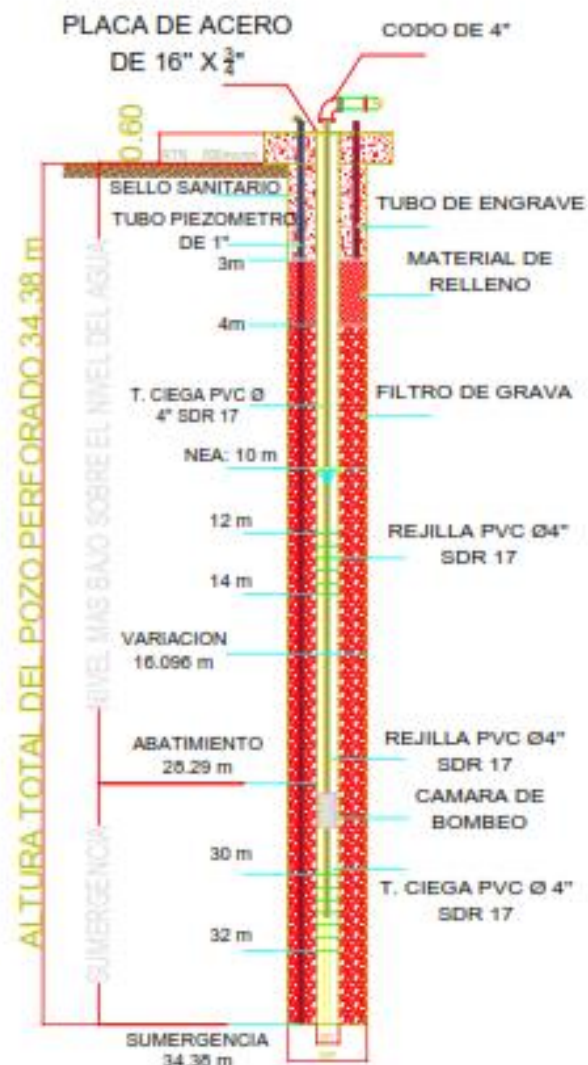 PLACA DE ACERO
DE 16" X 3/4"
CODO DE 4"
0.60
SELLO SANITARIO
TUBO PIEZOMETRO
DE 1"
3m
4m
T. CIEGA PVC Ø
4" SDR 17
NEA: 10 m
12 m
14 m
VARIACION
16.096 m
ABATIMIENTO
28.29 m
30 m
32 m
SUMERGENCIA
34.38 m
TUBO DE ENGRAVE
MATERIAL DE
RELLENO
FILTRO DE GRAVA
REJILLA PVC Ø4"
SDR 17
REJILLA PVC Ø4"
SDR 17
CAMARA DE
BOMBEO
T. CIEGA PVC Ø 4"
SDR 17
ALTURA TOTAL DEL POZO PERFORADO 34.38 m
NIVEL MAS BAJO SOBRE EL NIVEL DEL AGUA
SUMERGENCIA